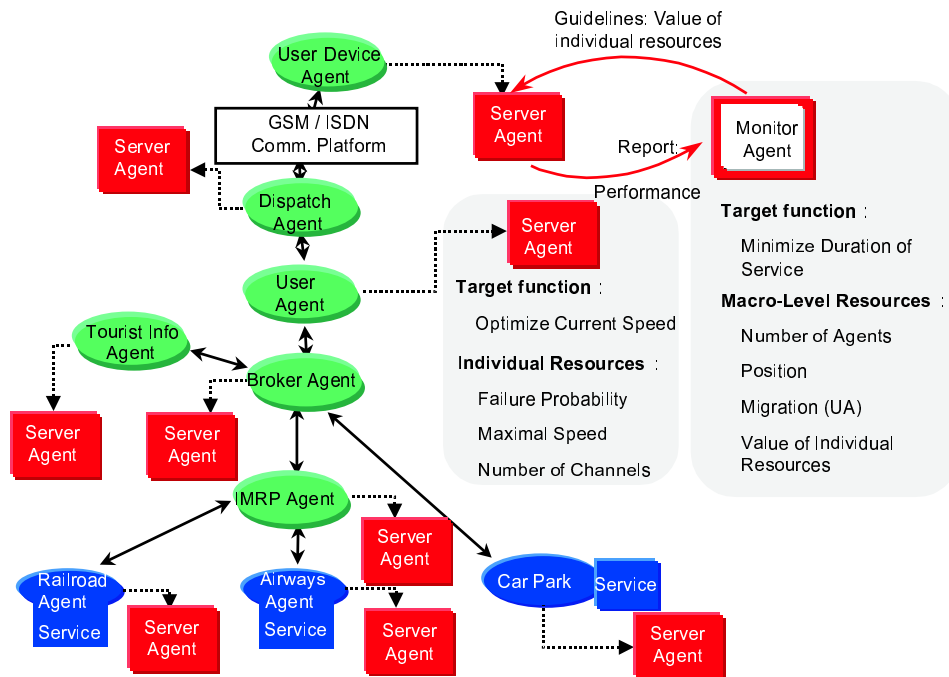 Guidelines: Value of
individual resources
User Device
Agent
Server
Agent
Monitor
Agent
GSM / ISDN
Comm. Platform
Report:
Performance
Server
Agent
Dispatch
Agent
Server
Agent
User
Agent
Target function :
Optimize Current Speed
Individual Resources :
Failure Probability
Maximal Speed
Number of Channels
Target function :
Minimize Duration of
Service
Macro-Level Resources :
Number of Agents
Position
Migration (UA)
Value of Individual
Resources
Tourist Info
Agent
Broker Agent
Server
Agent
Server
Agent
IMRP Agent
Server
Agent
Railroad
Agent
Service
Server
Agent
Airways
Agent
Service
Server
Agent
Car Park
Service
Server
Agent